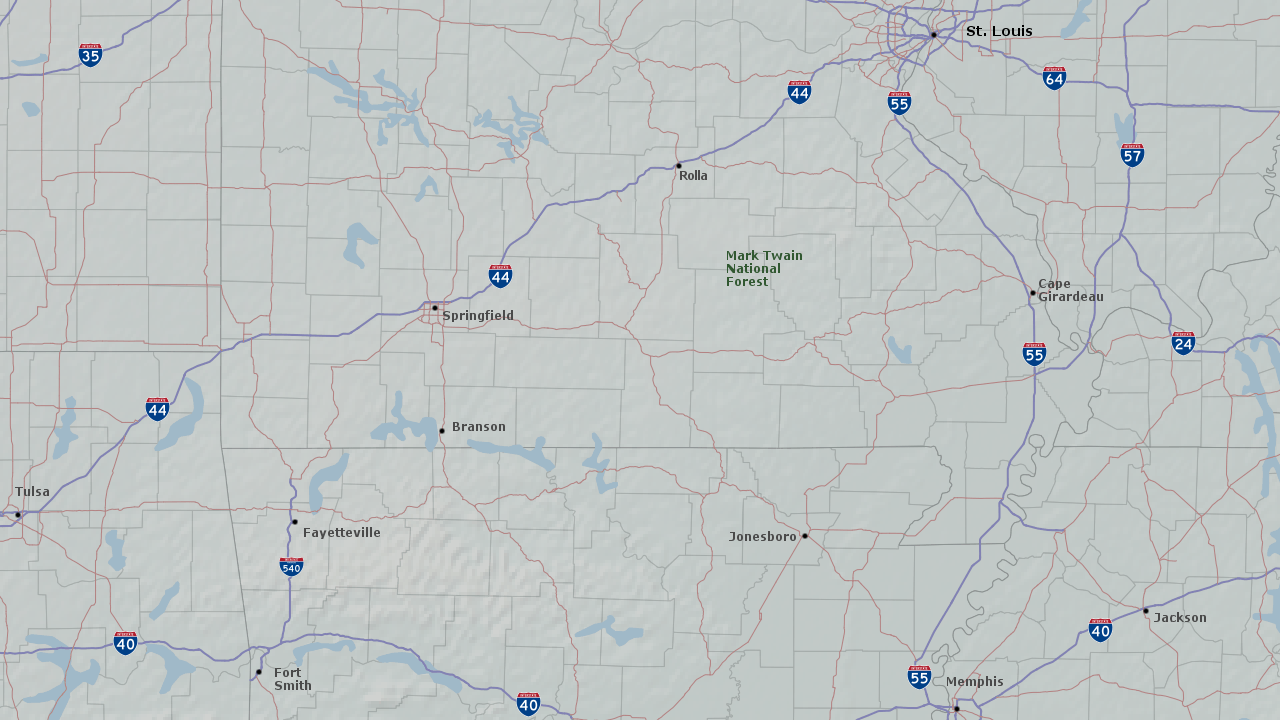 St. Louis
35
64
44
55
57
Rolla
Mark Twain
National
Forest
44
Cape
Girardeau
Springfield
24
55
44
Branson
Tulsa
Fayetteville
Jonesboro
540
Jackson
40
40
Fort
Smith
55
Memphis
40